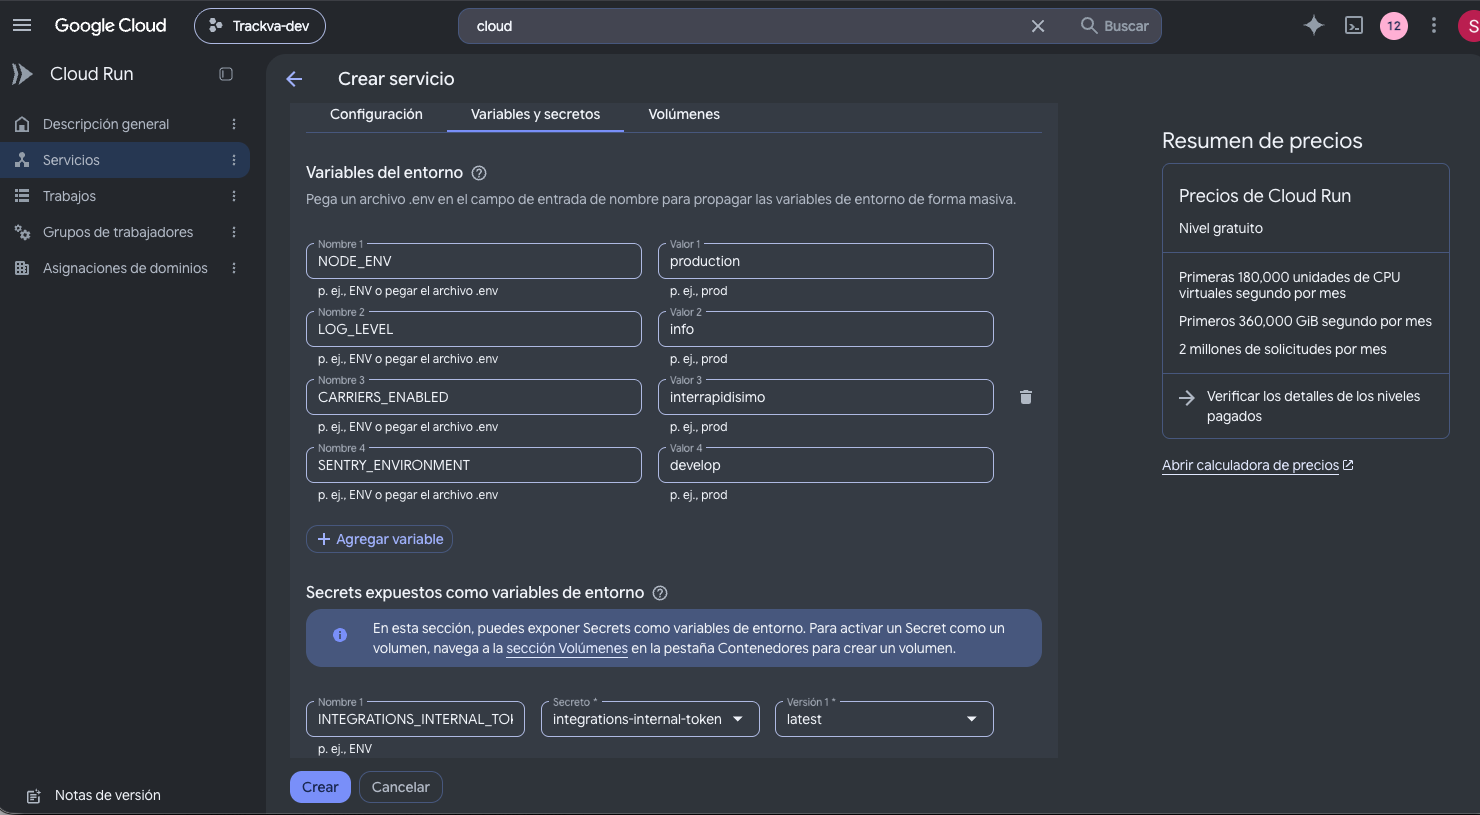 Google Cloud
Trackva-dev
cloud
Buscar
12
S
Cloud Run
Descripción general
Servicios
Trabajos
Grupos de trabajadores
Asignaciones de dominios
Notas de versión
Crear servicio
Configuración
Variables y secretos
Volúmenes
Variables del entorno
Pega un archivo .env en el campo de entrada de nombre para propagar las variables de entorno de forma masiva.
Nombre 1
NODE_ENV
p. ej., ENV o pegar el archivo .env
Valor 1
production
p. ej., prod
Nombre 2
LOG_LEVEL
p. ej., ENV o pegar el archivo .env
Valor 2
info
p. ej., prod
Nombre 3
CARRIERS_ENABLED
p. ej., ENV o pegar el archivo .env
Valor 3
interrapidisimo
p. ej., prod
Nombre 4
SENTRY_ENVIRONMENT
p. ej., ENV o pegar el archivo .env
Valor 4
develop
p. ej., prod
Agregar variable
Secrets expuestos como variables de entorno
En esta sección, puedes exponer Secrets como variables de entorno. Para activar un Secret como un
volumen, navega a la sección Volúmenes en la pestaña Contenedores para crear un volumen.
Nombre 1
INTEGRATIONS_INTERNAL_TOK
p. ej., ENV
Secreto *
integrations-internal-token
Versión 1 *
latest
Crear
Cancelar
Resumen de precios
Precios de Cloud Run
Nivel gratuito
Primeras 180,000 unidades de CPU
virtuales segundo por mes
Primeros 360,000 GiB segundo por mes
2 millones de solicitudes por mes
Verificar los detalles de los niveles
pagados
Abrir calculadora de precios